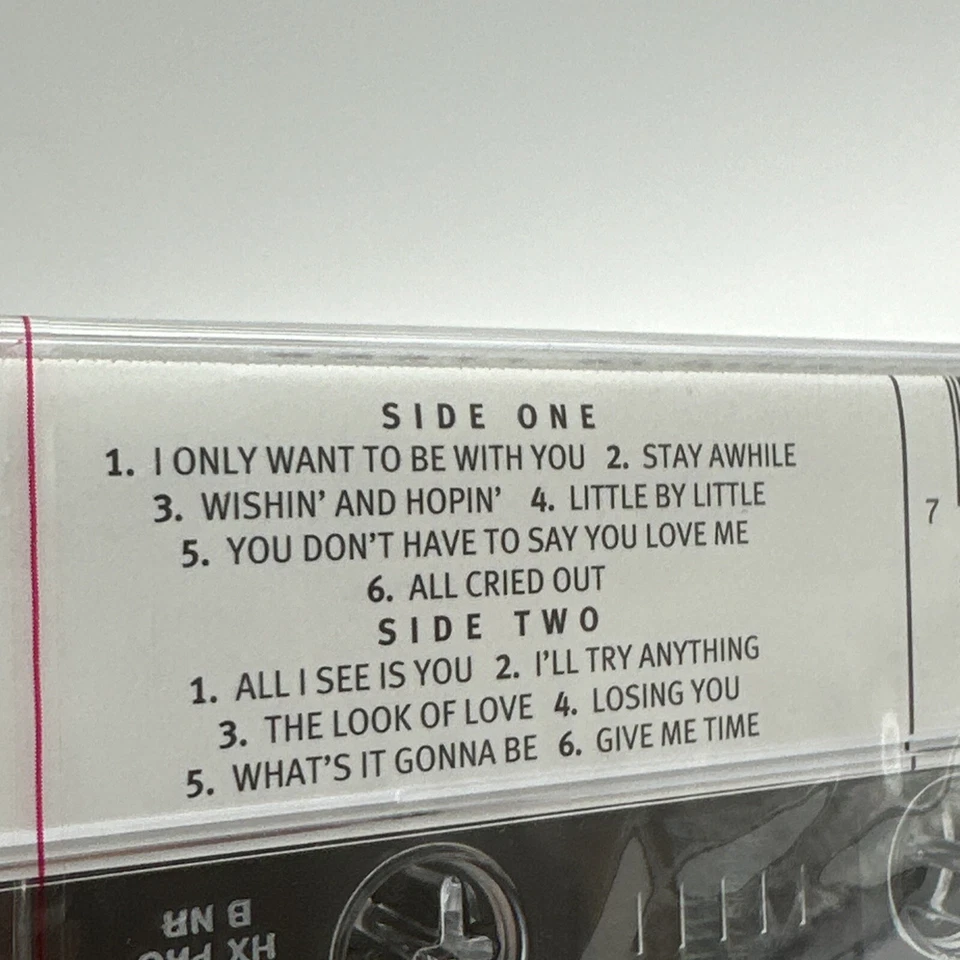 SIDE ONE
1. I ONLY WANT TO BE WITH YOU 2. STAY AWHILE
3. WISHIN' AND HOPIN' 4. LITTLE BY LITTLE
5. YOU DON'T HAVE TO SAY YOU LOVE ME
6. ALL CRIED OUT
SIDE TWO
1. ALL I SEE IS YOU 2. I'LL TRY ANYTHING
3. THE LOOK OF LOVE 4. LOSING YOU
5. WHAT'S IT GONNA BE 6. GIVE ME TIME
7
HX PRO
B NR